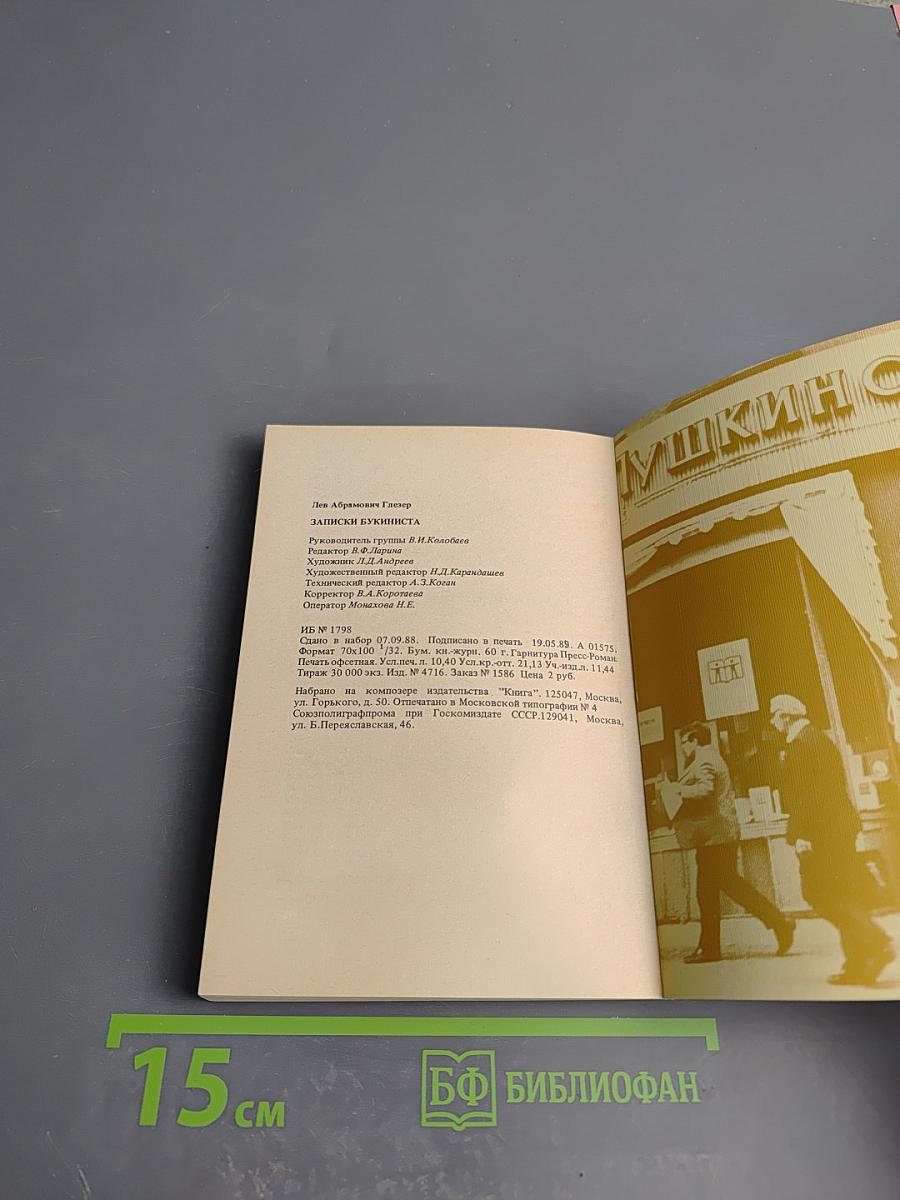 Лев Абрамович Глезер
ЗАПИСКИ БУКИНИСТА
Руководитель группы В.И.Колобаев
Редактор В.Ф.Ларина
Художник Л.Д.Андреев
Художественный редактор Н.Д.Карандашев
Технический редактор А.З.Коган
Корректор В.А.Коротаева
Оператор Монахова Н.Е.
ИБ № 1798
Сдано в набор 07.09.88. Подписано в печать 19.05.89. А 01575.
Формат 70х100 1/32. Бум. кн.-журн. 60 г. Гарнитура Пресс-Роман.
Печать офсетная. Усл.печ. л. 10,40 Усл.кр.-отт. 21,13 Уч.-изд.л. 11,44
Тираж 30 000 экз. Изд. № 4716. Заказ № 1586 Цена 2 руб.
Набрано на композере издательства "Книга". 125047, Москва,
ул. Горького, д. 50. Отпечатано в Московской типографии № 4
Союзполиграфпрома при Госкомиздате СССР.129041, Москва,
ул. Б.Переяславская, 46.
ПУШКИНС
15 см
БФ БИБЛИОФАН